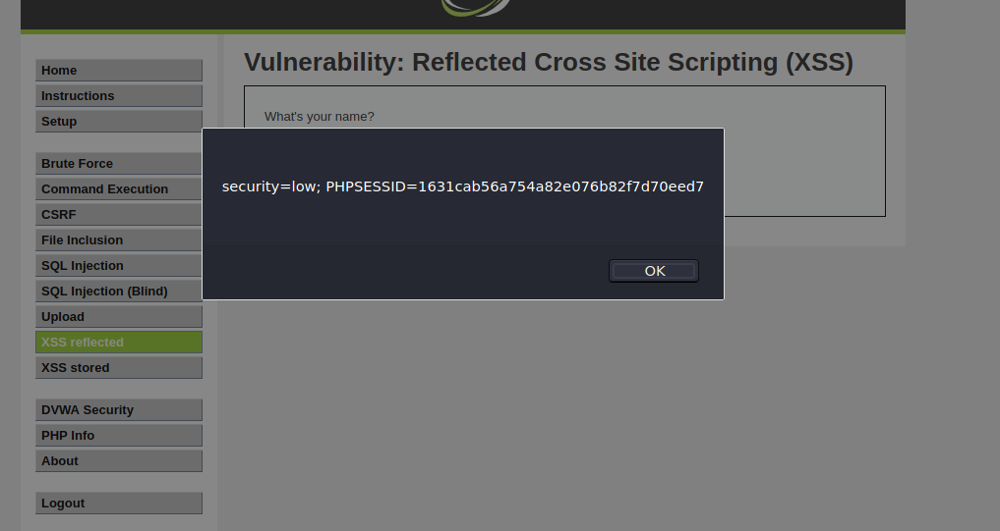 Home
Instructions
Setup
Brute Force
Command Execution
CSRF
File Inclusion
SQL Injection
SQL Injection (Blind)
Upload
XSS reflected
XSS stored
DVWA Security
PHP Info
About
Logout
Vulnerability: Reflected Cross Site Scripting (XSS)
What's your name?
security=low; PHPSESSID=1631cab56a754a82e076b82f7d70eed7
OK